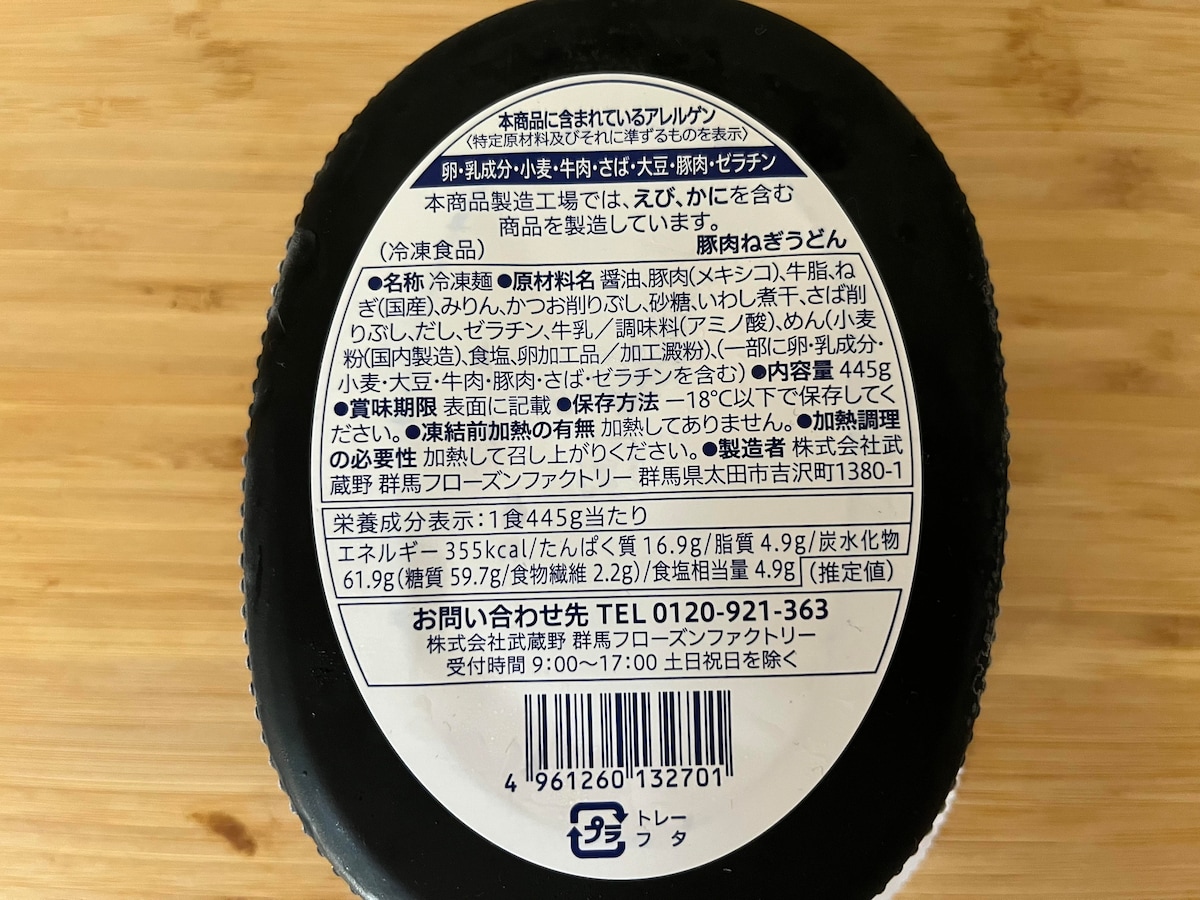 本商品に含まれているアレルゲン
〈特定原材料及びそれに準ずるものを表示〉
卵・乳成分・小麦・牛肉・さば・大豆・豚肉・ゼラチン
本商品製造工場では、えび、かにを含む
商品を製造しています。
(冷凍食品) 豚肉ねぎうどん
●名称 冷凍麺 ●原材料名 醤油、豚肉(メキシコ)、牛脂、ね
ぎ(国産)、みりん、かつお削りぶし、砂糖、いわし煮干、さば削
りぶし、だし、ゼラチン、牛乳／調味料(アミノ酸)、めん(小麦
粉(国内製造)、食塩、卵加工品／加工澱粉)、(一部に卵・乳成分・
小麦・大豆・牛肉・豚肉・さば・ゼラチンを含む) ●内容量 445g
●賞味期限 表面に記載 ●保存方法 －18℃以下で保存してく
ださい。●凍結前加熱の有無 加熱してありません。●加熱調理
の必要性 加熱して召し上がりください。●製造者 株式会社武
蔵野 群馬フローズンファクトリー 群馬県太田市吉沢町1380-1
栄養成分表示：1食445g当たり
エネルギー 355kcal/たんぱく質 16.9g/脂質 4.9g/炭水化物
61.9g(糖質 59.7g/食物繊維 2.2g)/食塩相当量 4.9g (推定値)
お問い合わせ先 TEL 0120-921-363
株式会社武蔵野 群馬フローズンファクトリー
受付時間 9:00～17:00 土日祝日を除く
4 961260 132701
プラ トレー
フタ